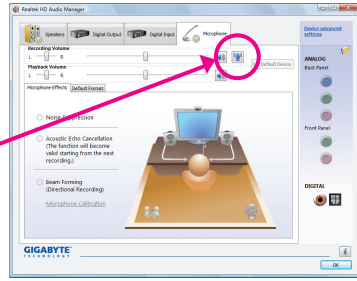 Realtek HD Audio Manager
Speakers
Digital Output
Digital Input
Microphone
Device advanced
settings
Recording Volume
L
R
Default Device
Playback Volume
L
R
ANALOG
Back Panel
Microphone Effects
Default Format
Noise Suppression
Acoustic Echo Cancellation
(The function will become
valid starting from the next
recording.)
Front Panel
Beam Forming
(Directional Recording)
Microphone Calibration
DIGITAL
GIGABYTE
TECHNOLOGY
i
OK